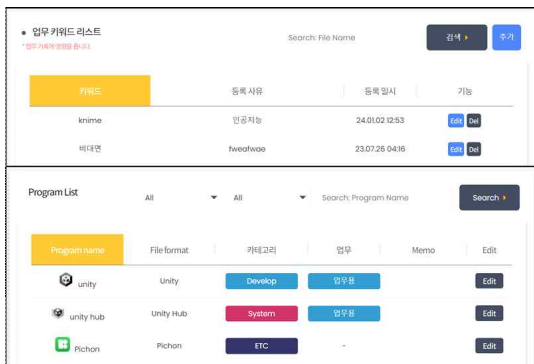 업무 키워드 리스트
* 업무 기록에 영향을 줍니다.
Search: File Name
검색
추가
키워드 등록 사유 등록 일시 기능
knime 인공지능 24.01.02 12:53 Edit Del
비대면 fweafwae 23.07.26 04:16 Edit Del
Program List All All Search: Program Name Search
Program name File format 카테고리 업무 Memo Edit
unity Unity Develop 업무용 Edit
unity hub Unity Hub System 업무용 Edit
Pichon Pichon ETC - Edit